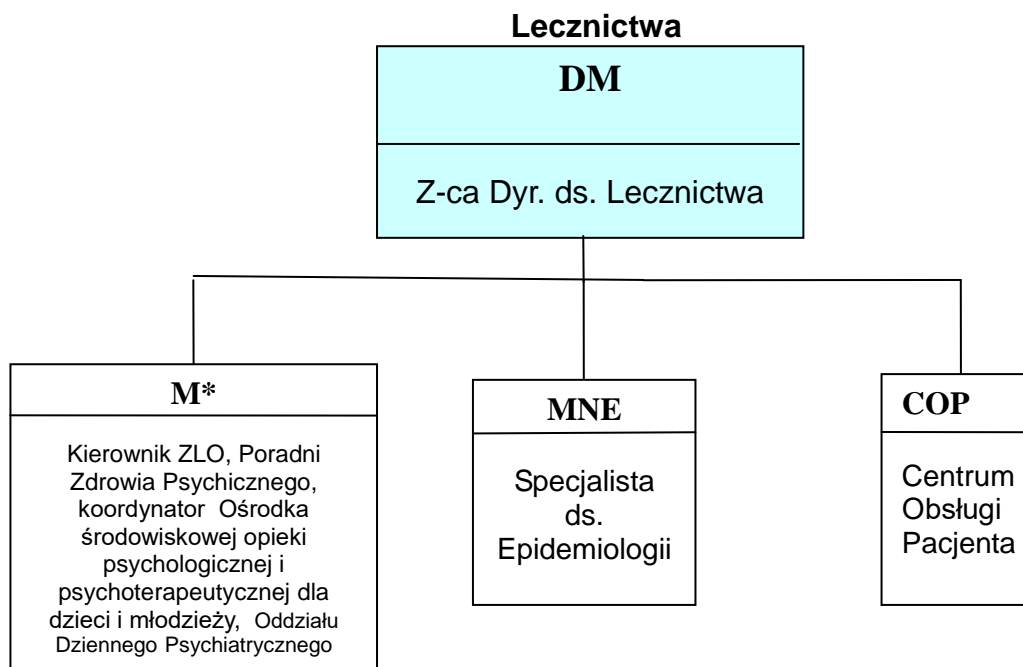 Lecznictwa
DM
Z-ca Dyr. ds. Lecznictwa
M*
Kierownik ZLO, Poradni
Zdrowia Psychicznego,
koordynator Ośrodka
środowiskowej opieki
psychologicznej i
psychoterapeutycznej dla
dzieci i młodzieży, Oddziału
Dziennego Psychiatrycznego
MNE
Specjalista
ds.
Epidemiologii
COP
Centrum
Obsługi
Pacjenta